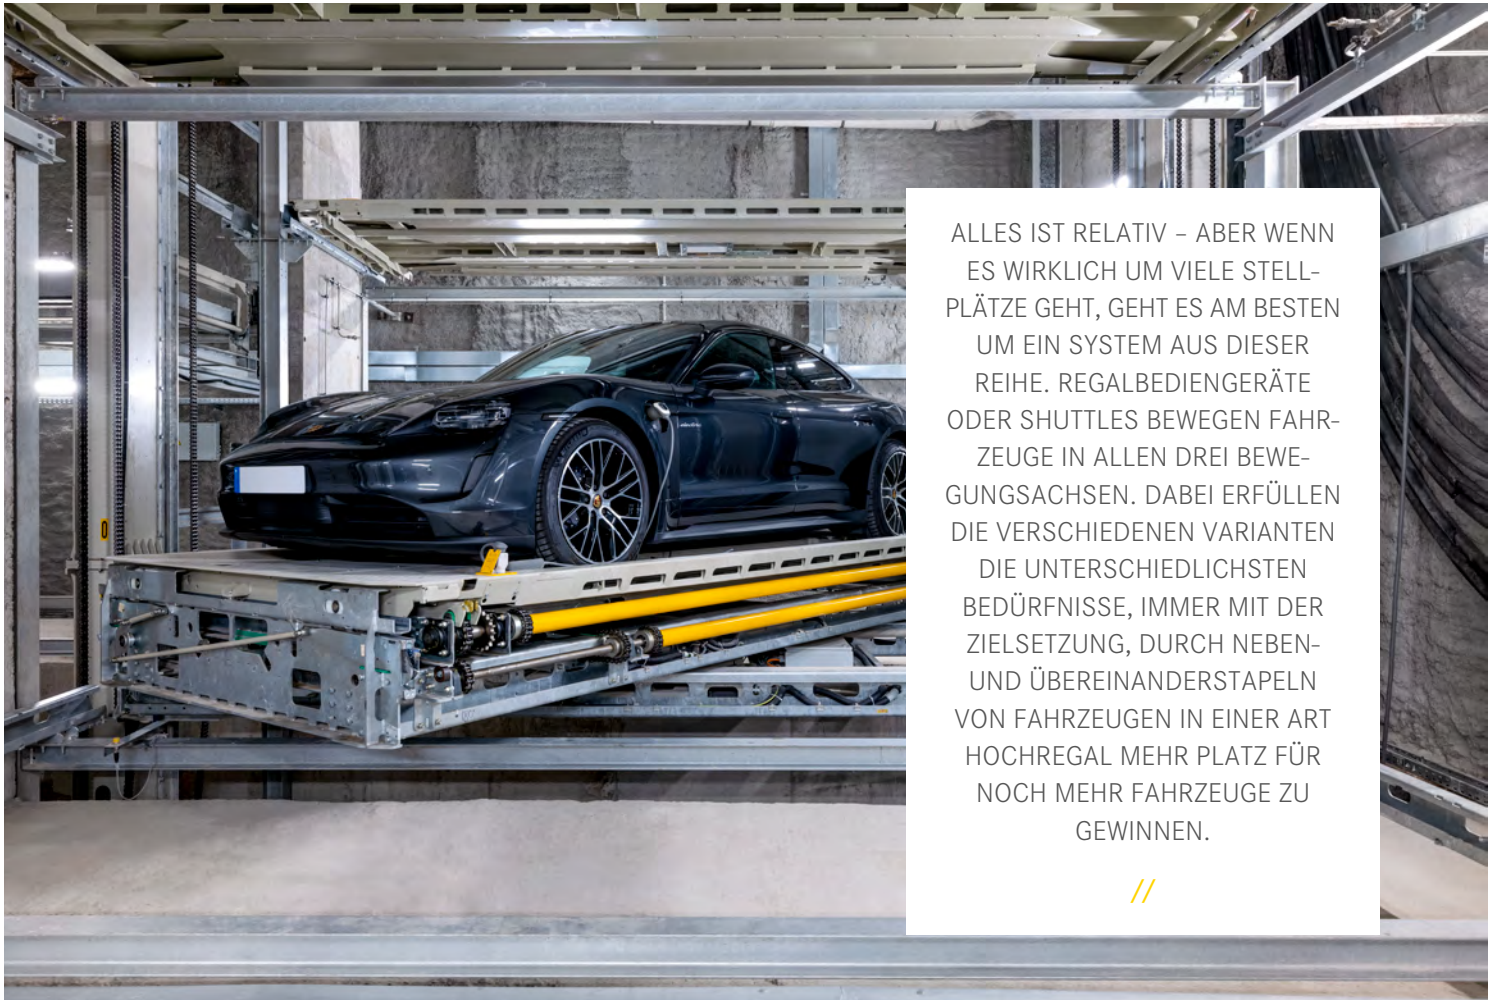 ALLES IST RELATIV – ABER WENN
ES WIRKLICH UM VIELE STELL-
PLÄTZE GEHT, GEHT ES AM BESTEN
UM EIN SYSTEM AUS DIESER
REIHE. REGALBEDIENGERÄTE
ODER SHUTTLES BEWEGEN FAHR-
ZEUGE IN ALLEN DREI BEWE-
GUNGSACHSEN. DABEI ERFÜLLEN
DIE VERSCHIEDENEN VARIANTEN
DIE UNTERSCHIEDLICHSTEN
BEDÜRFNISSE, IMMER MIT DER
ZIELSETZUNG, DURCH NEBEN-
UND ÜBEREINANDERSTAPELN
VON FAHRZEUGEN IN EINER ART
HOCHREGAL MEHR PLATZ FÜR
NOCH MEHR FAHRZEUGE ZU
GEWINNEN.
//